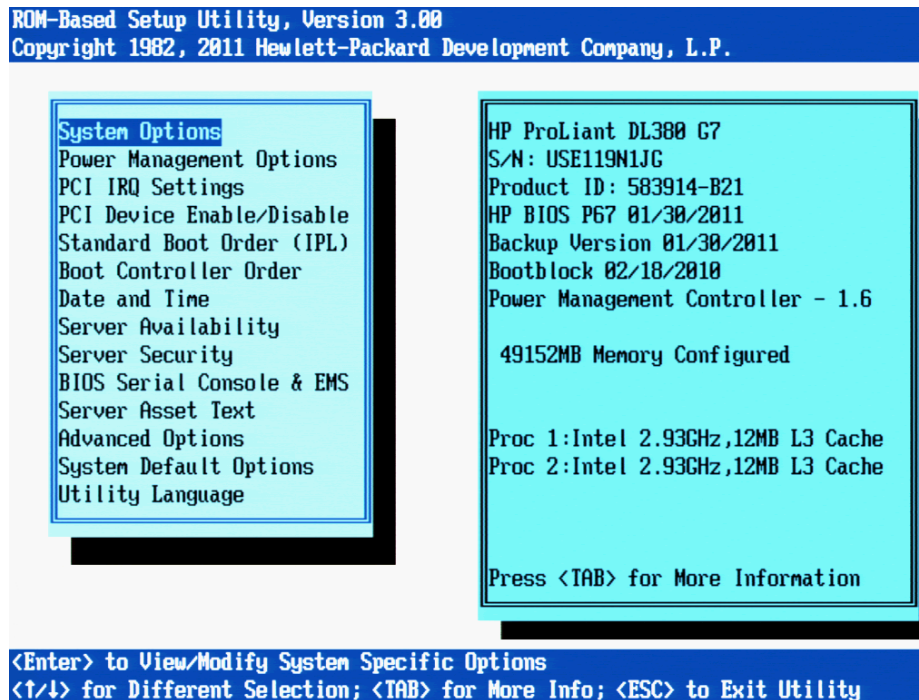 ROM-Based Setup Utility, Version 3.00
Copyright 1982, 2011 Hewlett-Packard Development Company, L.P.
System Options
Power Management Options
PCI IRQ Settings
PCI Device Enable/Disable
Standard Boot Order (IPL)
Boot Controller Order
Date and Time
Server Availability
Server Security
BIOS Serial Console & EMS
Server Asset Text
Advanced Options
System Default Options
Utility Language
HP ProLiant DL380 G7
S/N: USE119N1JG
Product ID: 583914-B21
HP BIOS P67 01/30/2011
Backup Version 01/30/2011
Bootblock 02/18/2010
Power Management Controller - 1.6
49152MB Memory Configured
Proc 1:Intel 2.93GHz,12MB L3 Cache
Proc 2:Intel 2.93GHz,12MB L3 Cache
Press <TAB> for More Information
<Enter> to View/Modify System Specific Options
<↑/↓> for Different Selection; <TAB> for More Info; <ESC> to Exit Utility